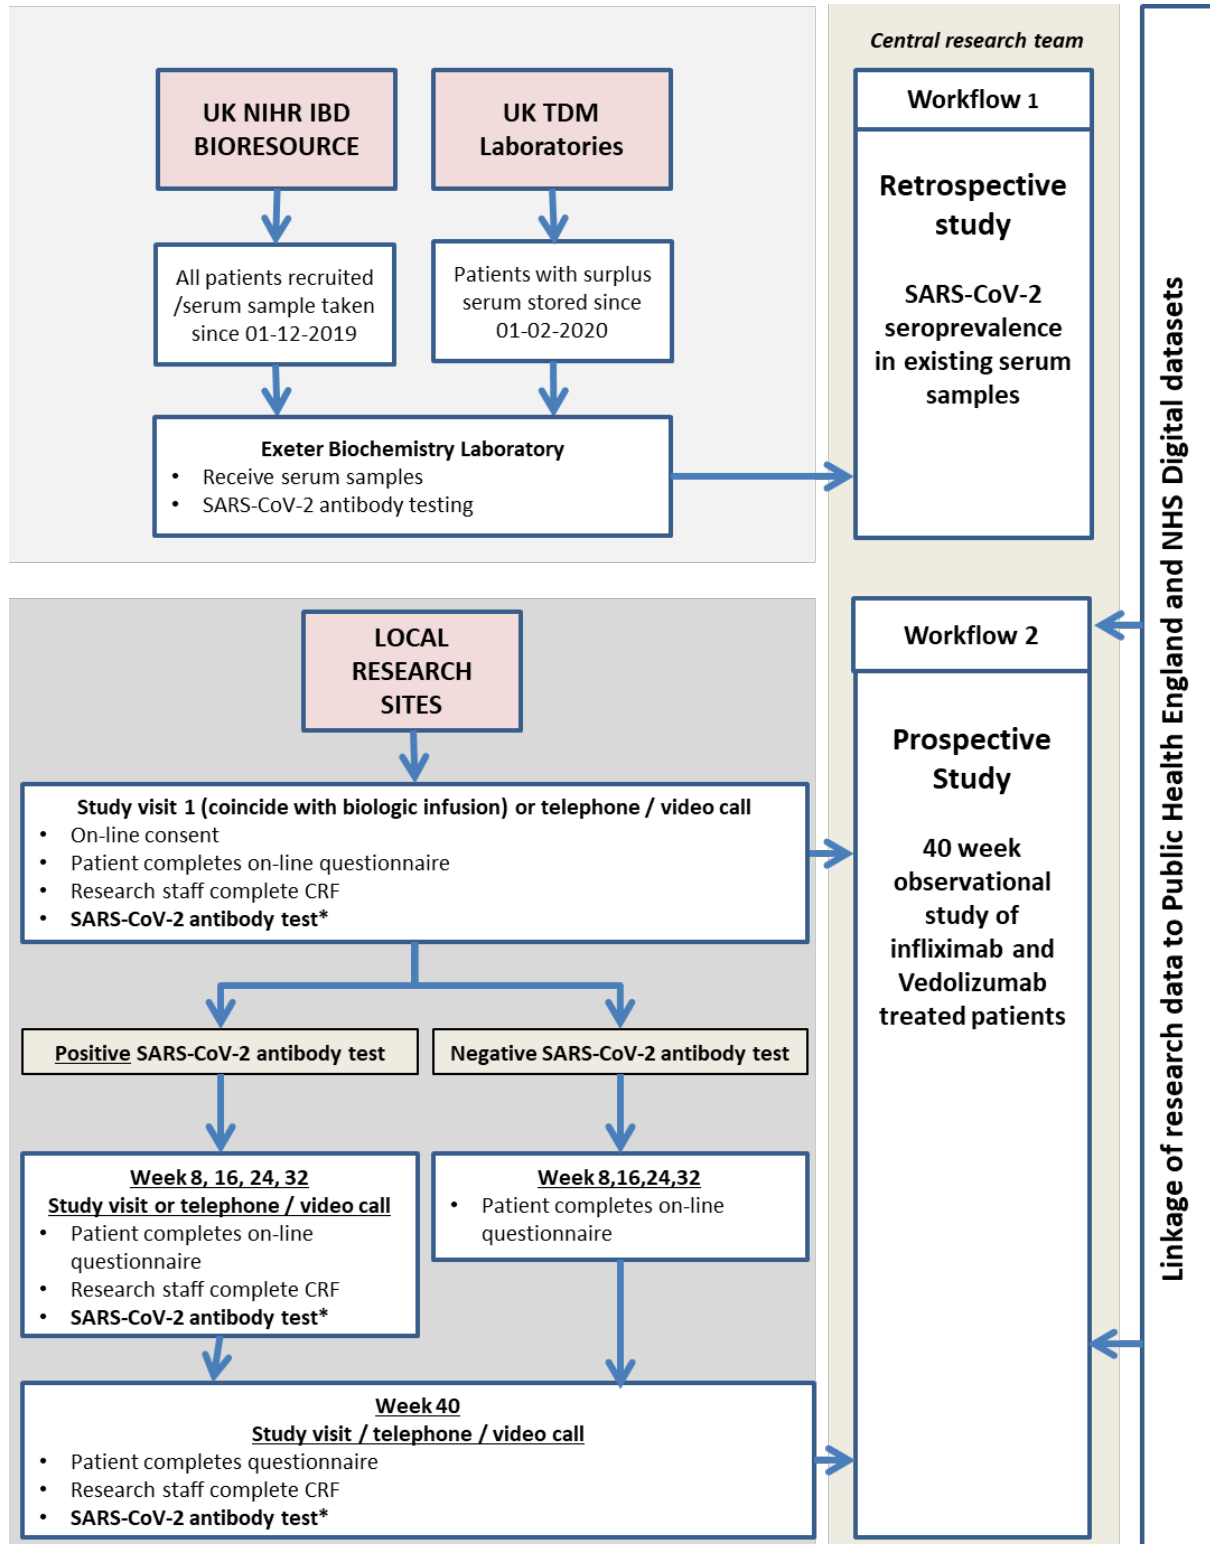 UK NIHR IBD
BIORESOURCE
UK TDM
Laboratories
All patients recruited
/serum sample taken
since 01-12-2019
Patients with surplus
serum stored since
01-02-2020
Exeter Biochemistry Laboratory
• Receive serum samples
• SARS-CoV-2 antibody testing
Central research team
Workflow 1
Retrospective
study
SARS-CoV-2
seroprevalence
in existing serum
samples
LOCAL
RESEARCH
SITES
Study visit 1 (coincide with biologic infusion) or telephone / video call
• On-line consent
• Patient completes on-line questionnaire
• Research staff complete CRF
• SARS-CoV-2 antibody test*
Positive SARS-CoV-2 antibody test
Negative SARS-CoV-2 antibody test
Week 8, 16, 24, 32
Study visit or telephone / video call
• Patient completes on-line
questionnaire
• Research staff complete CRF
• SARS-CoV-2 antibody test*
Week 8,16,24,32
• Patient completes on-line
questionnaire
Week 40
Study visit / telephone / video call
• Patient completes questionnaire
• Research staff complete CRF
• SARS-CoV-2 antibody test*
Workflow 2
Prospective
Study
40 week
observational
study of
infliximab and
Vedolizumab
treated patients
Linkage of research data to Public Health England and NHS Digital datasets